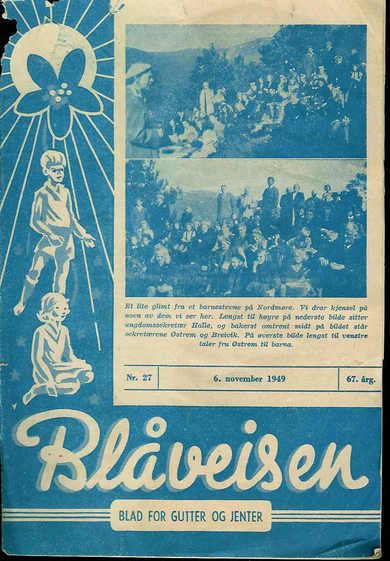 Et lite glimt fra et barnestevne på Nordmøre. Vi drar kjensel på
noen av dem vi ser her. Lengst til høyre på nederste bilde sitter
ungdomssekretær Halle, og bakerst omtrent midt på bildet står
sekretærene Østrem og Breivik. På øverste bilde lengst til venstre
taler fru Østrem til barna.
Nr. 27
6. november 1949
67. årg.
Blåveisen
BLAD FOR GUTTER OG JENTER